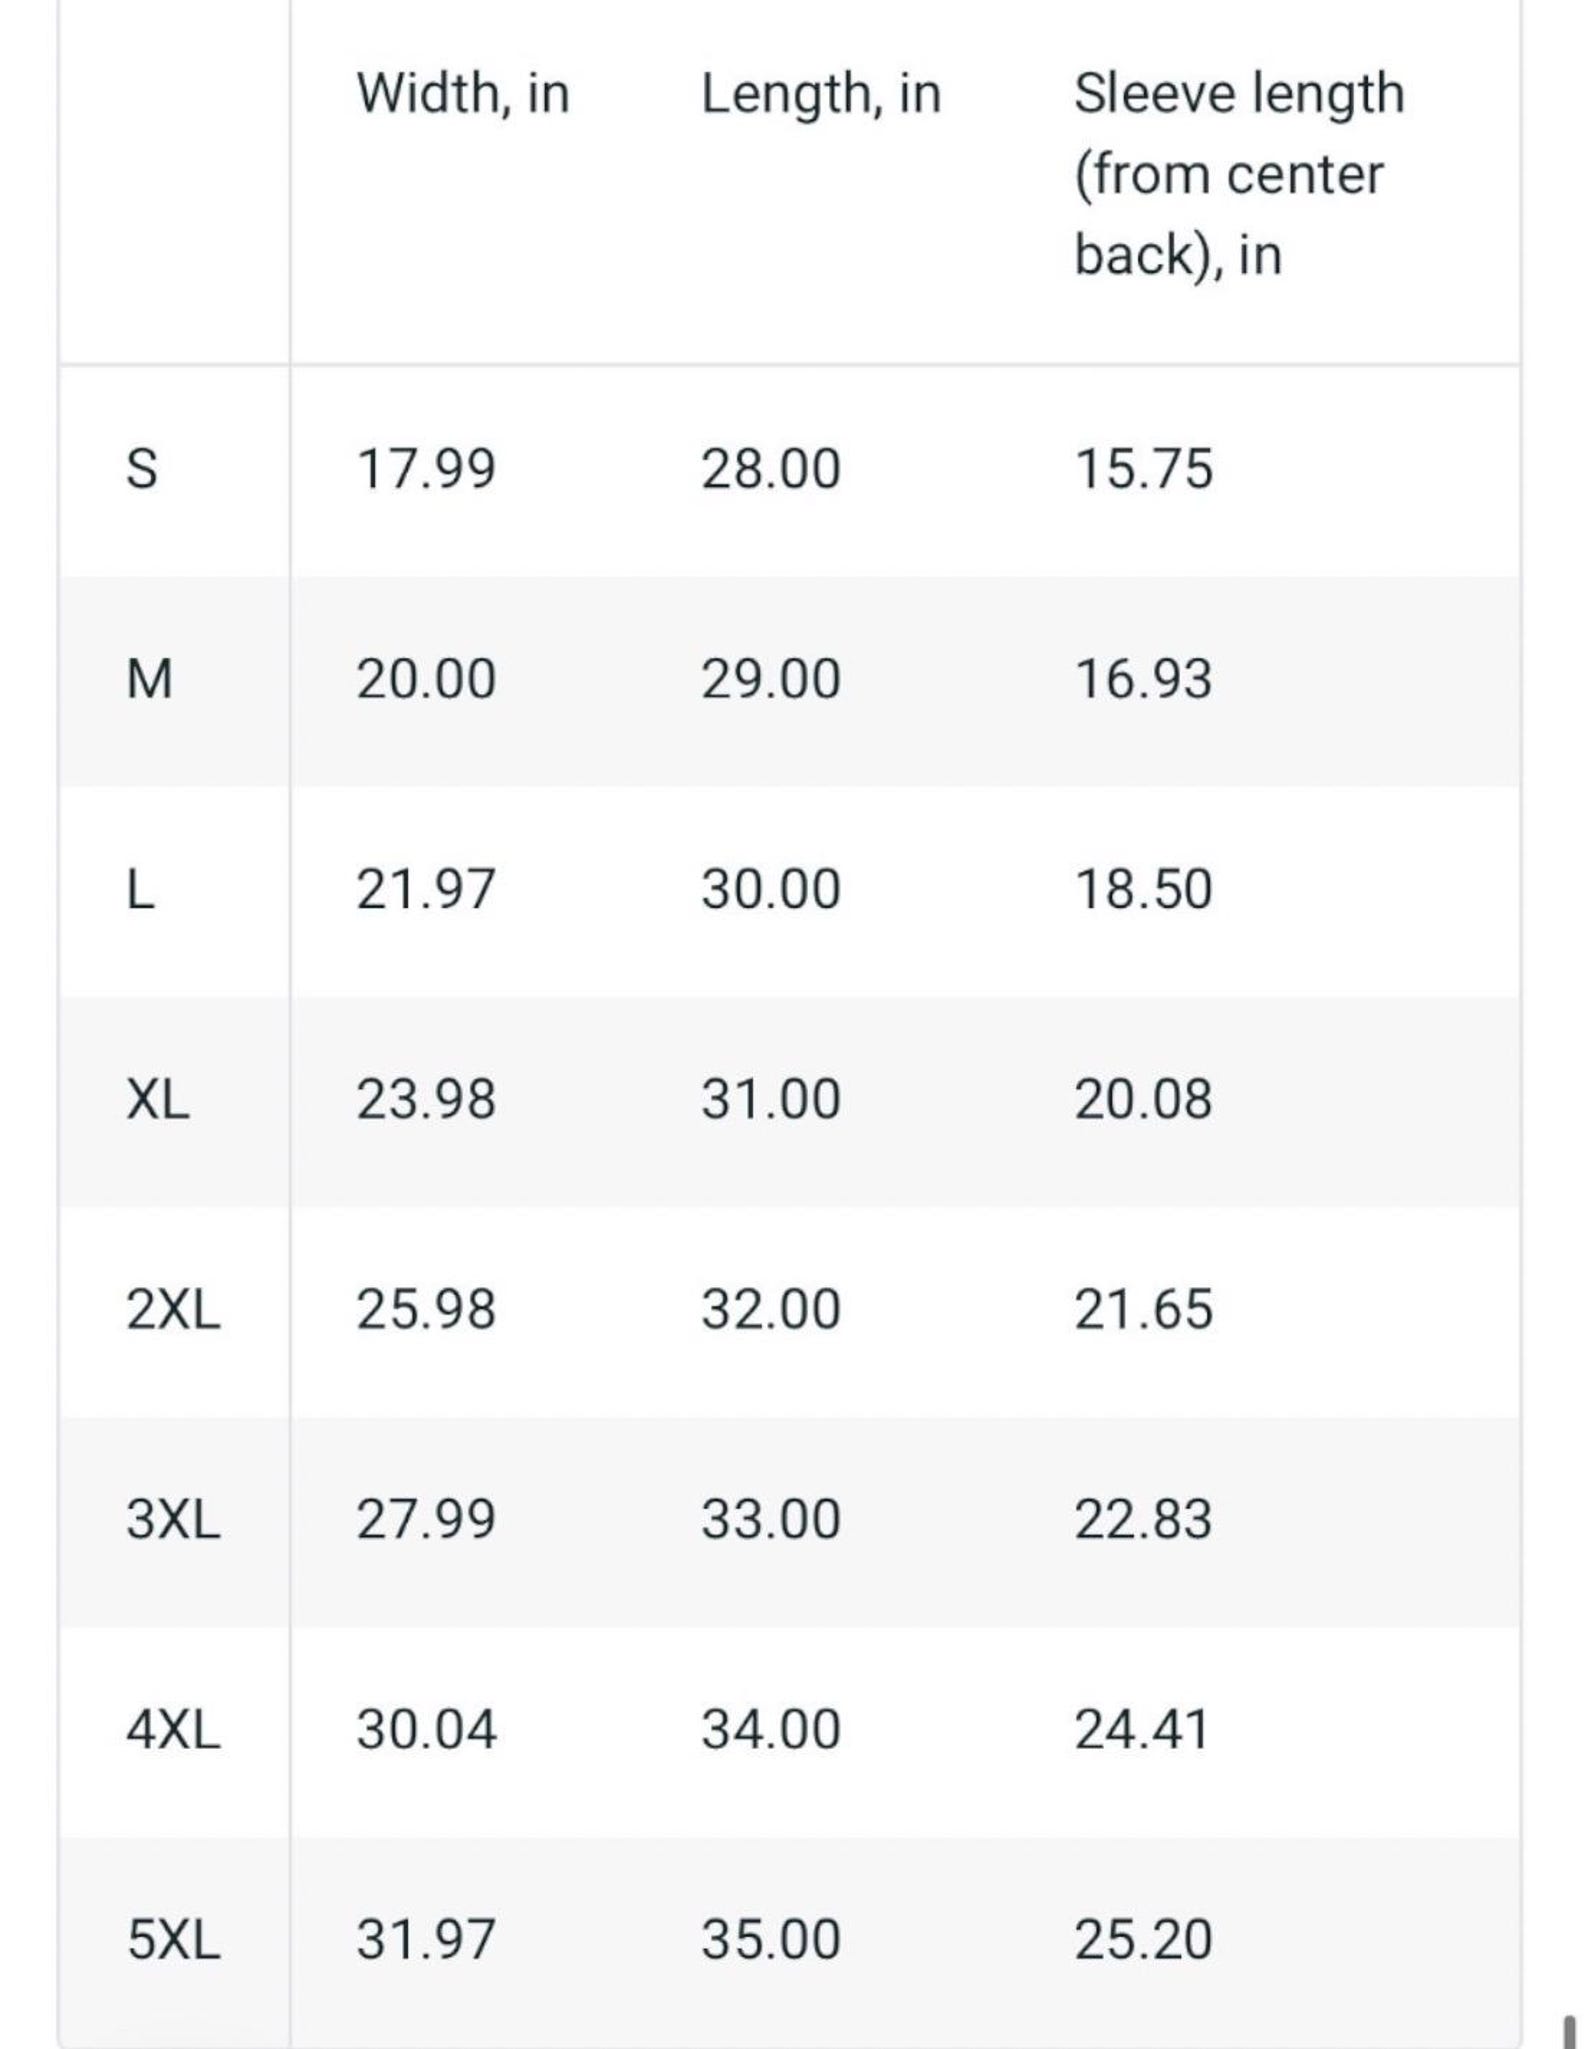 Width, in Length, in Sleeve length
(from center
back), in
S 17.99 28.00 15.75
M 20.00 29.00 16.93
L 21.97 30.00 18.50
XL 23.98 31.00 20.08
2XL 25.98 32.00 21.65
3XL 27.99 33.00 22.83
4XL 30.04 34.00 24.41
5XL 31.97 35.00 25.20